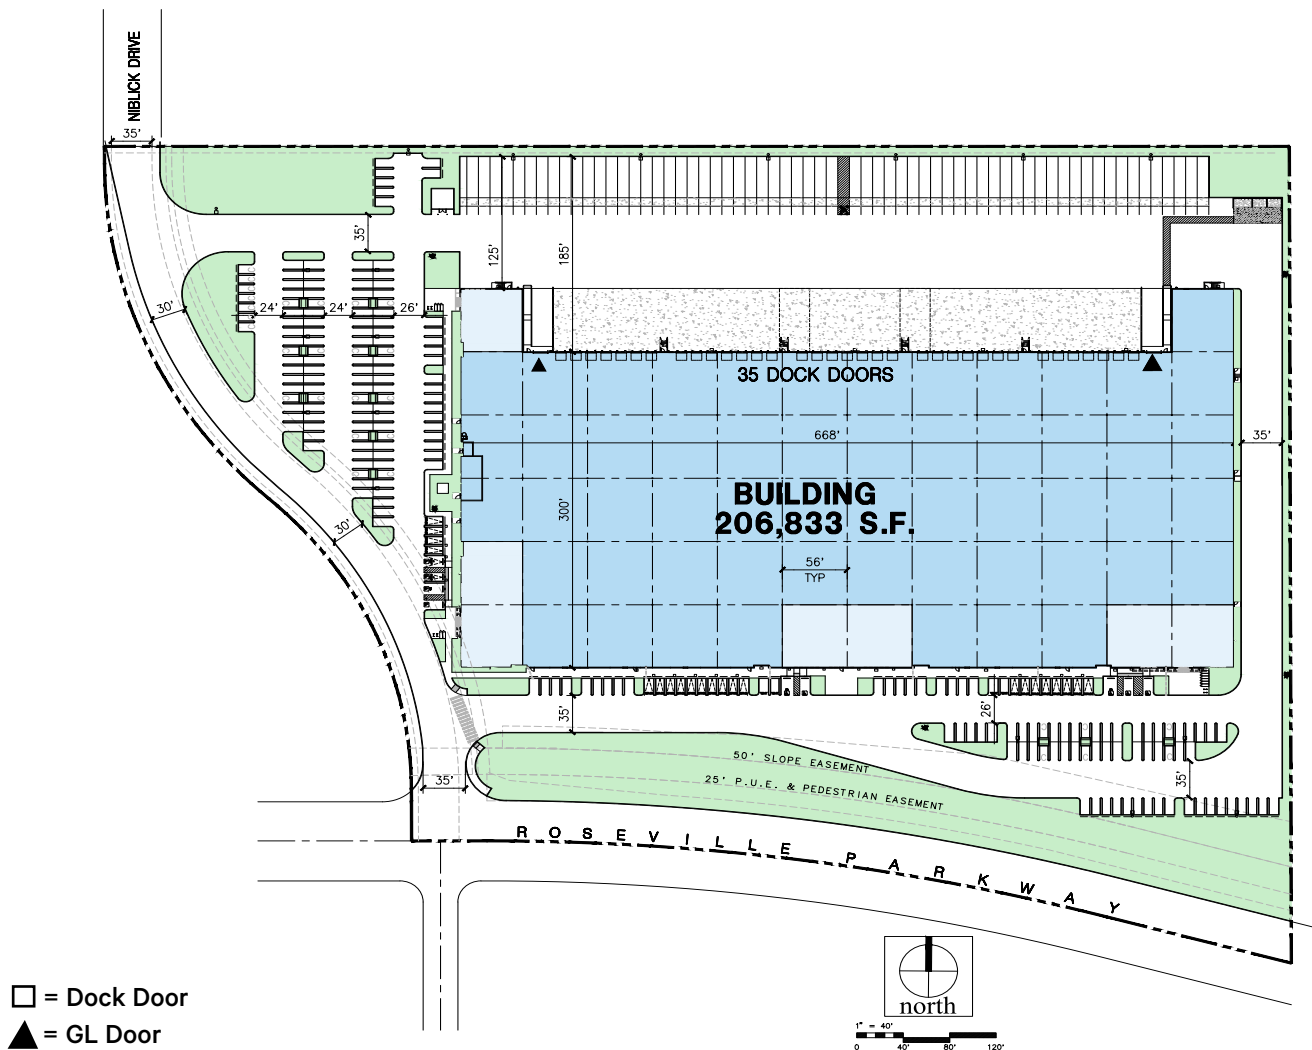 NIBLICK DRIVE
35'
35'
125'
185'
30'
24'
24'
26'
35 DOCK DOORS
668'
35'
BUILDING
206,833 S.F.
300'
30'
56'
TYP
35'
26'
50' SLOPE EASEMENT
35'
25' P.U.E. & PEDESTRIAN EASEMENT
35'
ROSEVILLE PARKWAY
north
= Dock Door
= GL Door
1" = 40'
0 40' 80' 120'